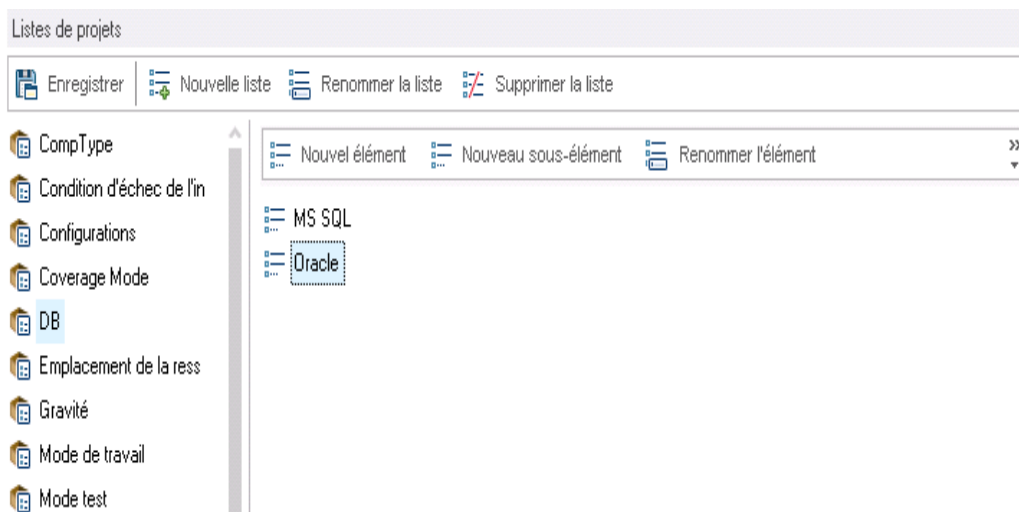 Listes de projets
Enregistrer Nouvelle liste Renommer la liste Supprimer la liste
CompType
Condition d'échec de l'in
Configurations
Coverage Mode
DB
Emplacement de la ress
Gravité
Mode de travail
Mode test
Nouvel élément Nouveau sous-élément Renommer l'élément
MS SQL
Oracle